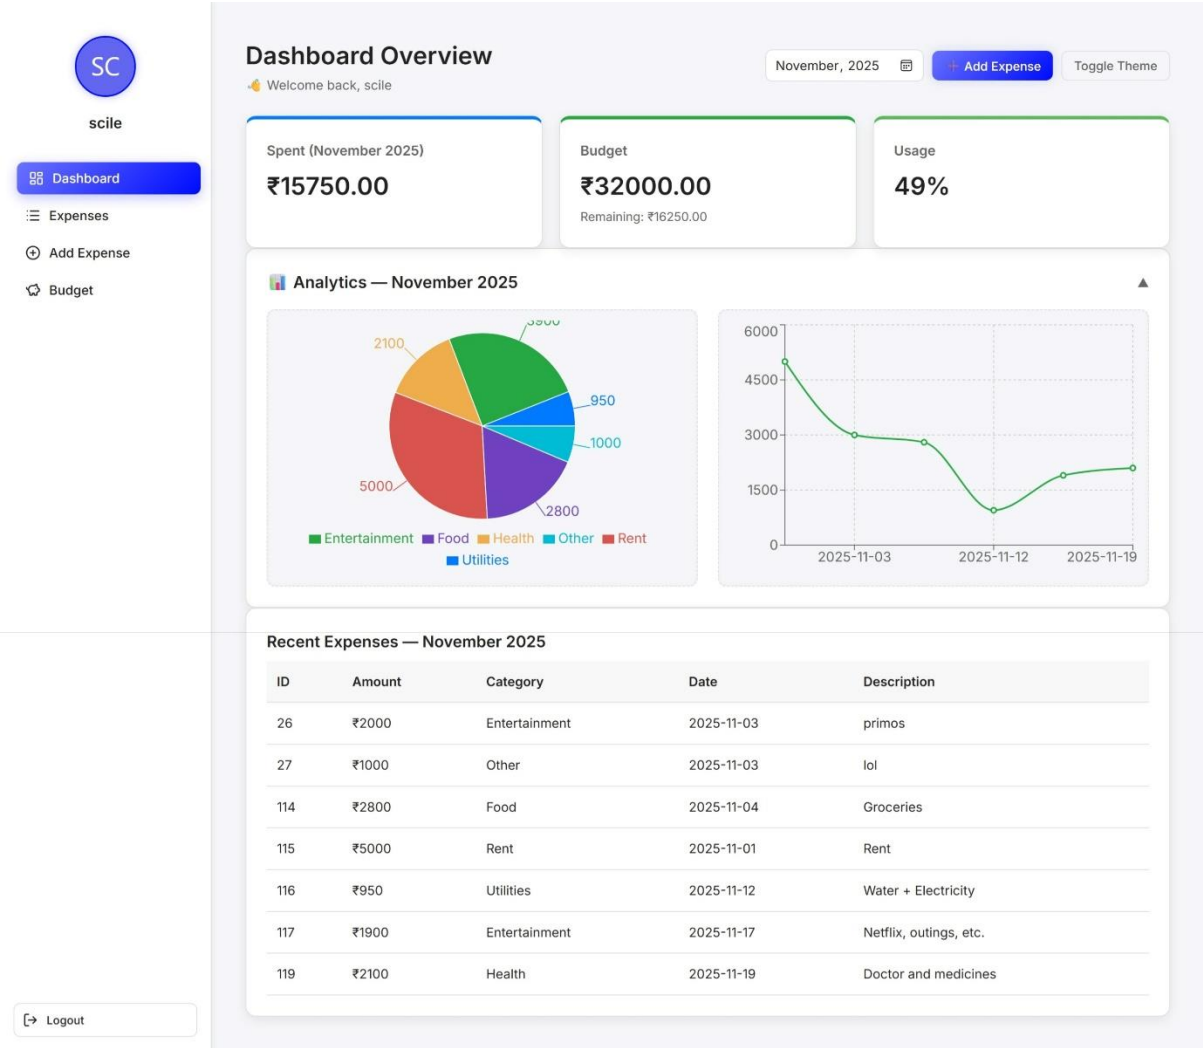 SC
scile
Dashboard
Expenses
Add Expense
Budget
Logout
Dashboard Overview
Welcome back, scile
November, 2025
Add Expense
Toggle Theme
Spent (November 2025)
₹15750.00
Budget
₹32000.00
Remaining: ₹16250.00
Usage
49%
Analytics — November 2025
3900
2100
950
1000
5000
2800
Entertainment Food Health Other Rent
Utilities
6000
4500
3000
1500
0
2025-11-03 2025-11-12 2025-11-19
Recent Expenses — November 2025
ID Amount Category Date Description
26 ₹2000 Entertainment 2025-11-03 primos
27 ₹1000 Other 2025-11-03 lol
114 ₹2800 Food 2025-11-04 Groceries
115 ₹5000 Rent 2025-11-01 Rent
116 ₹950 Utilities 2025-11-12 Water + Electricity
117 ₹1900 Entertainment 2025-11-17 Netflix, outings, etc.
119 ₹2100 Health 2025-11-19 Doctor and medicines